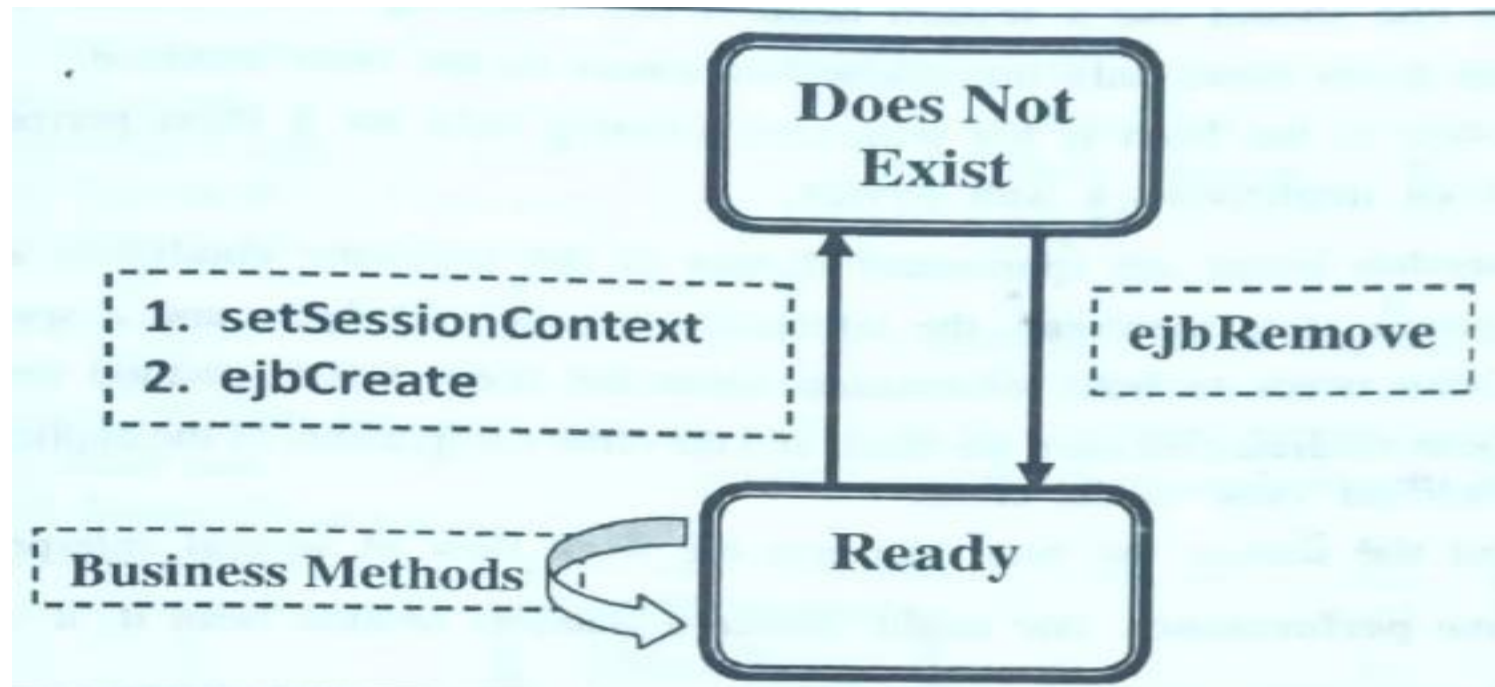 Does Not
Exist
1. setSessionContext
2. ejbCreate
ejbRemove
Business Methods
Ready